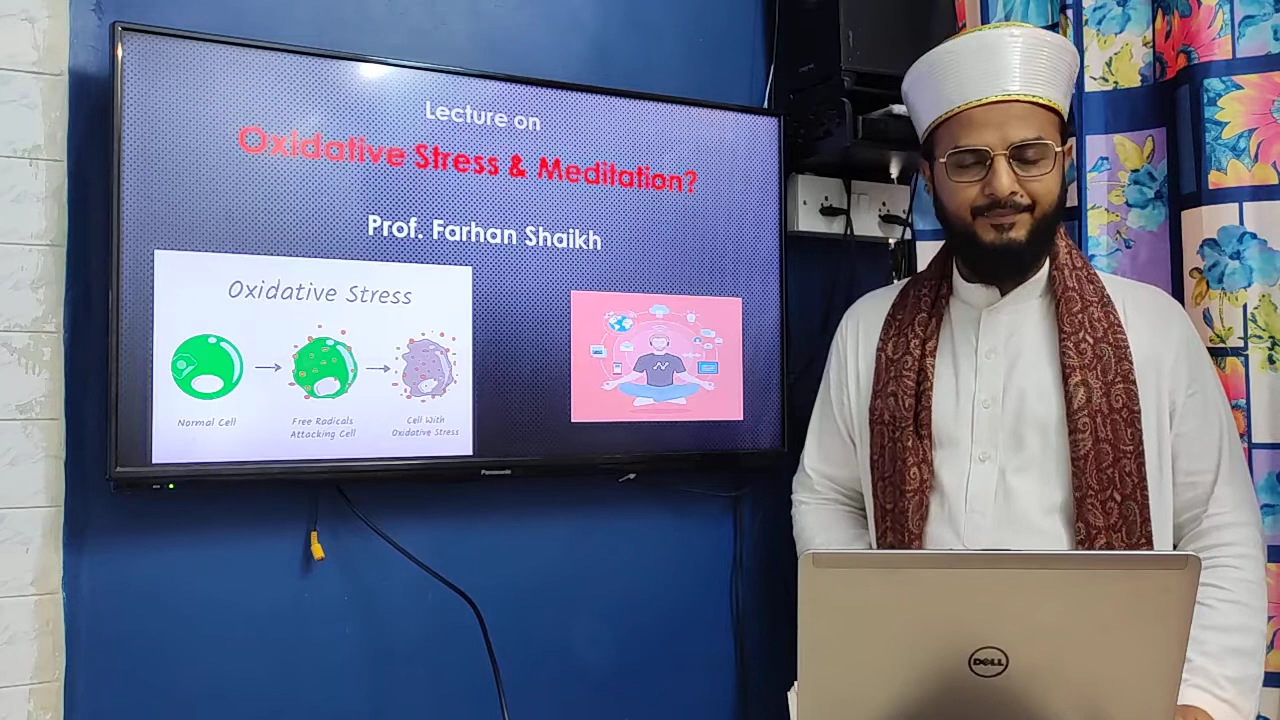 Lecture on
Oxidative Stress & Meditation?
Prof. Farhan Shaikh
Oxidative Stress
Normal Cell
Free Radicals
Attacking Cell
Cell With
Oxidative Stress
Panasonic
DELL